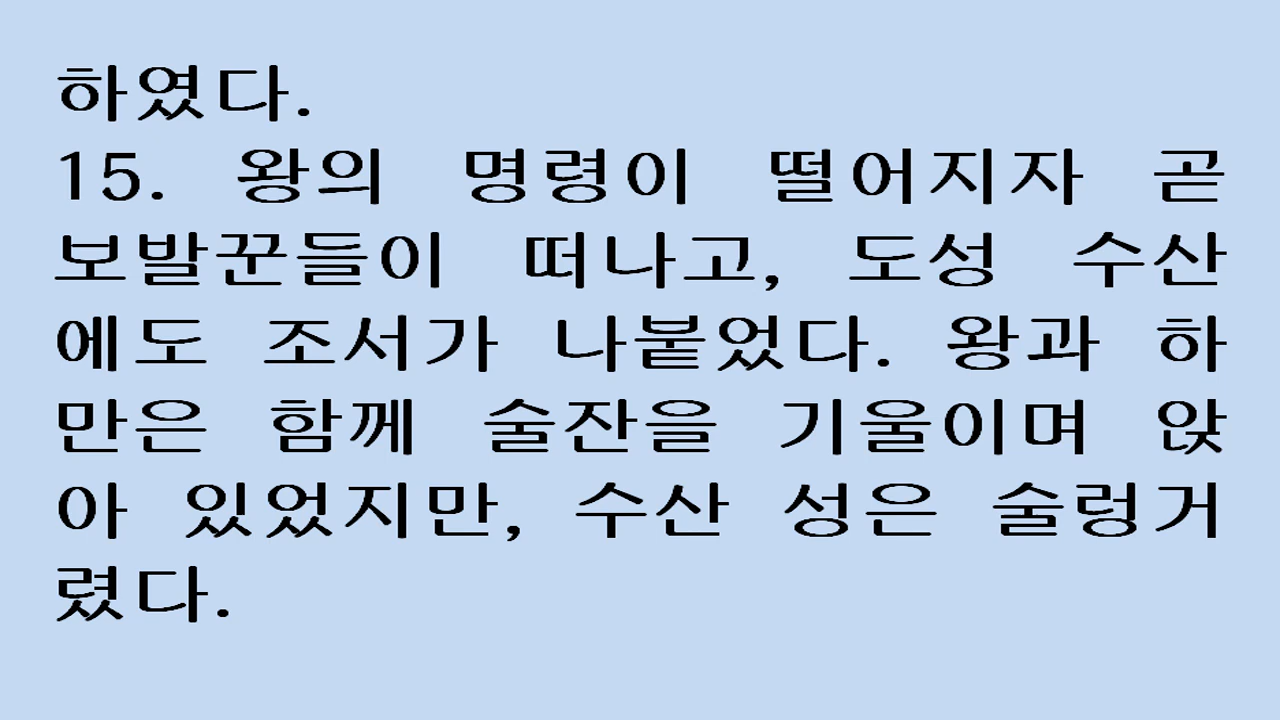 하였다.
15. 왕의 명령이 떨어지자 곧
보발꾼들이 떠나고, 도성 수산
에도 조서가 나붙었다. 왕과 하
만은 함께 술잔을 기울이며 앉
아 있었지만, 수산 성은 술렁거
렸다.